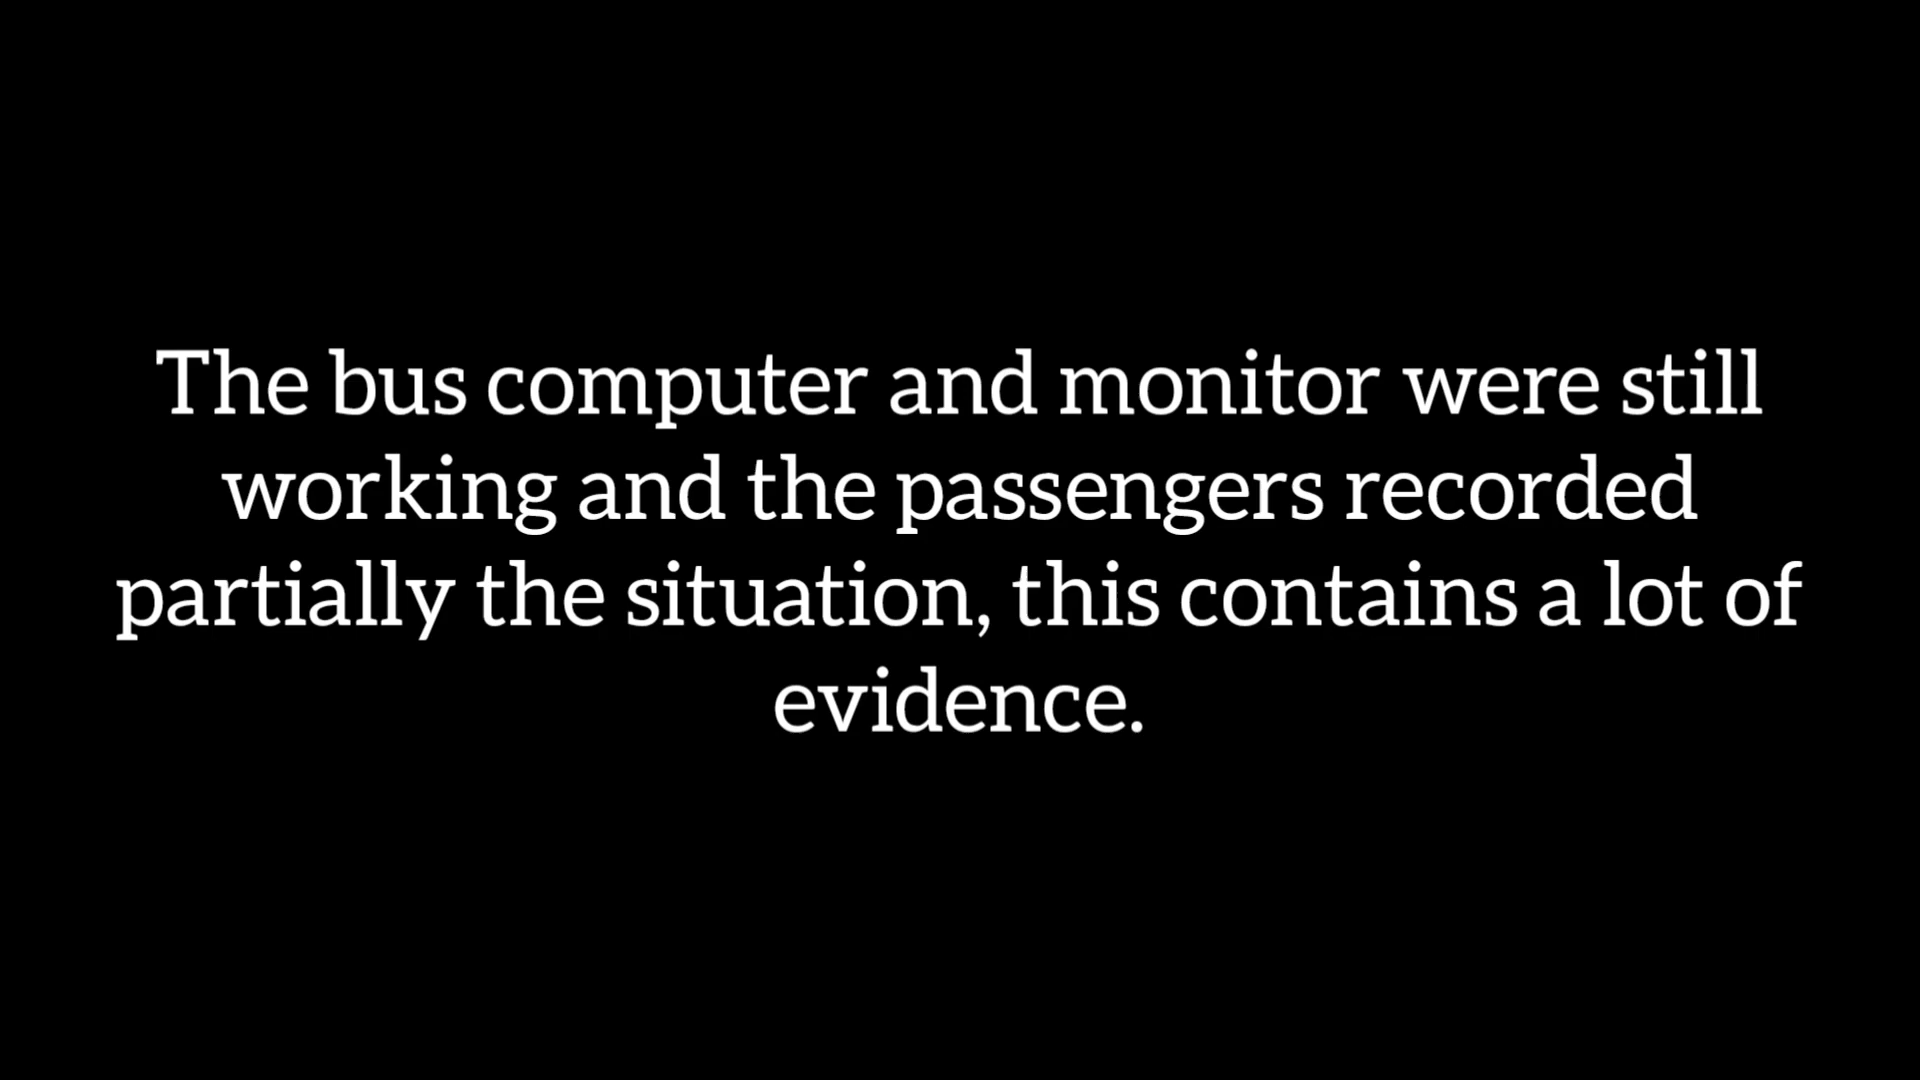 The bus computer and monitor were still
working and the passengers recorded
partially the situation, this contains a lot of
evidence.